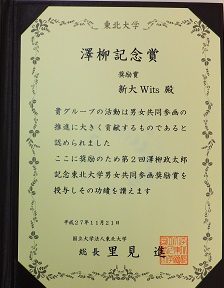 東北大学
澤柳記念賞
奨励賞
新大Wits 殿
貴グループの活動は男女共同参画の
推進に大きく貢献するものであると
認められました
ここに奨励のため第2回澤柳政太郎
記念東北大学男女共同参画奨励賞を
授与しその功績を讃えます
平成27年11月21日
国立大学法人東北大学
総長 里見 進